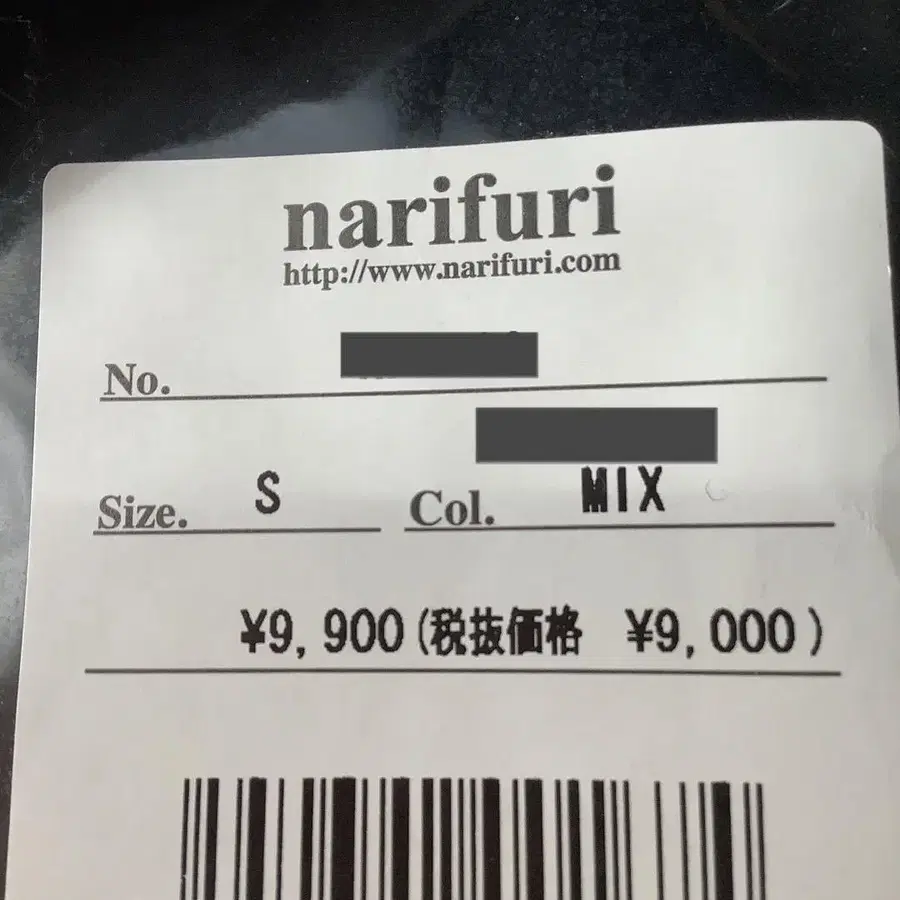 narifuri
http://www.narifuri.com
No.
Size. S Col. MIX
¥9,900(税抜価格 ¥9,000)